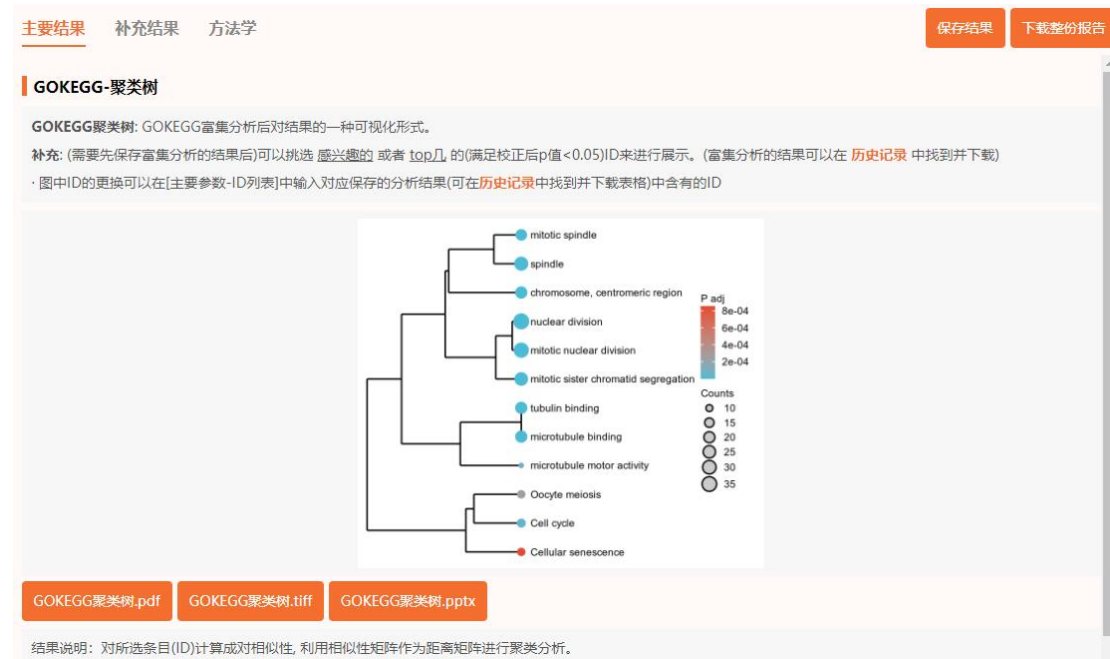 主要结果 补充结果 方法学 保存结果 下载整份报告
GOKEGG-聚类树
GOKEGG聚类树: GOKEGG富集分析后对结果的一种可视化形式。
补充: (需要先保存富集分析的结果后)可以挑选 感兴趣的 或者 top几 的(满足校正后p值<0.05)ID来进行展示。(富集分析的结果可以在 历史记录 中找到并下载)
· 图中ID的更换可以在[主要参数-ID列表]中输入对应保存的分析结果(可在历史记录中找到并下载表格)中含有的ID
mitotic spindle
spindle
chromosome, centromeric region
nuclear division
mitotic nuclear division
mitotic sister chromatid segregation
tubulin binding
microtubule binding
microtubule motor activity
Oocyte meiosis
Cell cycle
Cellular senescence
P adj
8e-04
6e-04
4e-04
2e-04
Counts
10
15
20
25
30
35
GOKEGG聚类树.pdf GOKEGG聚类树.tiff GOKEGG聚类树.pptx
结果说明：对所选条目(ID)计算成对相似性, 利用相似性矩阵作为距离矩阵进行聚类分析。